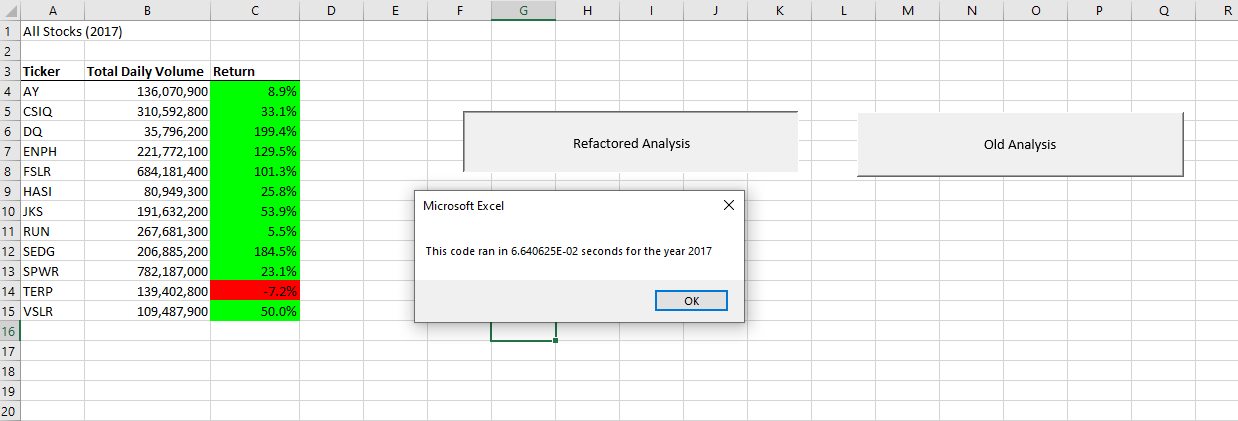 A B C D E F G H I J K L M N O P Q R
1 All Stocks (2017)
2
3 Ticker Total Daily Volume Return
4 AY 136,070,900 8.9%
5 CSIQ 310,592,800 33.1%
6 DQ 35,796,200 199.4%
7 ENPH 221,772,100 129.5%
8 FSLR 684,181,400 101.3%
9 HASI 80,949,300 25.8%
10 JKS 191,632,200 53.9%
11 RUN 267,681,300 5.5%
12 SEDG 206,885,200 184.5%
13 SPWR 782,187,000 23.1%
14 TERP 139,402,800 -7.2%
15 VSLR 109,487,900 50.0%
16
17
18
19
20
Refactored Analysis
Old Analysis
Microsoft Excel
This code ran in 6.640625E-02 seconds for the year 2017
OK